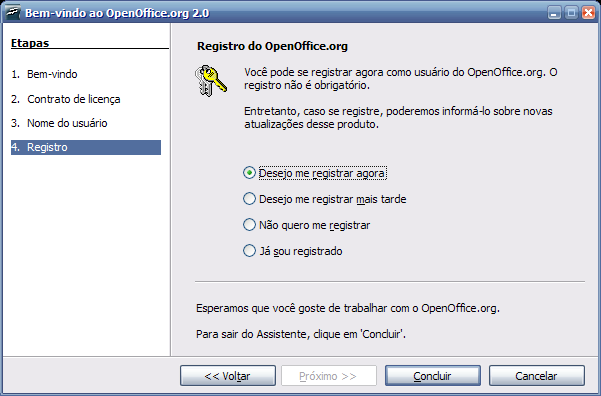 Bem-vindo ao OpenOffice.org 2.0
Etapas
1. Bem-vindo
2. Contrato de licença
3. Nome do usuário
4. Registro
Registro do OpenOffice.org
Você pode se registrar agora como usuário do OpenOffice.org. O
registro não é obrigatório.
Entretanto, caso se registre, poderemos informá-lo sobre novas
atualizações desse produto.
Desejo me registrar agora
Desejo me registrar mais tarde
Não quero me registrar
Já sou registrado
Esperamos que você goste de trabalhar com o OpenOffice.org.
Para sair do Assistente, clique em 'Concluir'.
<< Voltar
Próximo >>
Concluir
Cancelar